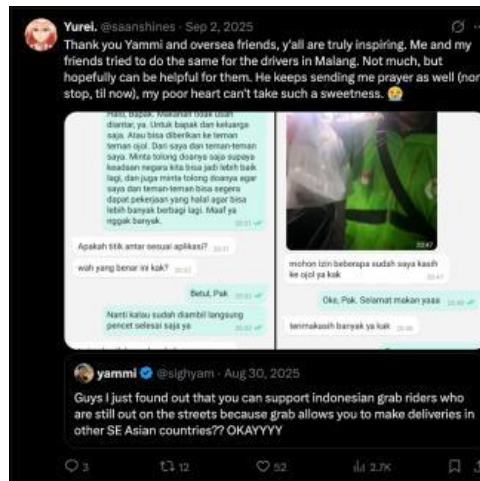 Yurei. @saanshines · Sep 2, 2025
Thank you Yammi and oversea friends, y'all are truly inspiring. Me and my
friends tried to do the same for the drivers in Malang. Not much, but
hopefully can be helpful for them. He keeps sending me prayer as well (non
stop, til now), my poor heart can't take such a sweetness. 😭
Halo, Bapak. Makanan tidak usah
diantar, ya. Untuk bapak dan keluarga
saja. Atau bisa diberikan ke teman
teman ojol. Dari saya dan teman-teman
saya. Minta tolong doanya saja supaya
keadaan negara kita bisa jadi lebih baik
lagi, dan juga minta tolong doanya agar
saya dan teman-teman bisa segera
dapat pekerjaan yang halal agar bisa
lebih banyak berbagi lagi. Maaf ya
nggak banyak.
Apakah titik antar sesuai aplikasi?
wah yang benar ini kak?
Betul, Pak
Nanti kalau sudah diambil langsung
pencet selesai saja ya
20.47
mohon izin beberapa sudah saya kasih
ke ojol ya kak
20.47
Oke, Pak. Selamat makan yaaa
terimakasih banyak ya kak
yammi @sighyam · Aug 30, 2025
Guys I just found out that you can support indonesian grab riders who
are still out on the streets because grab allows you to make deliveries in
other SE Asian countries?? OKAYYYY
3 12 52 2.7K